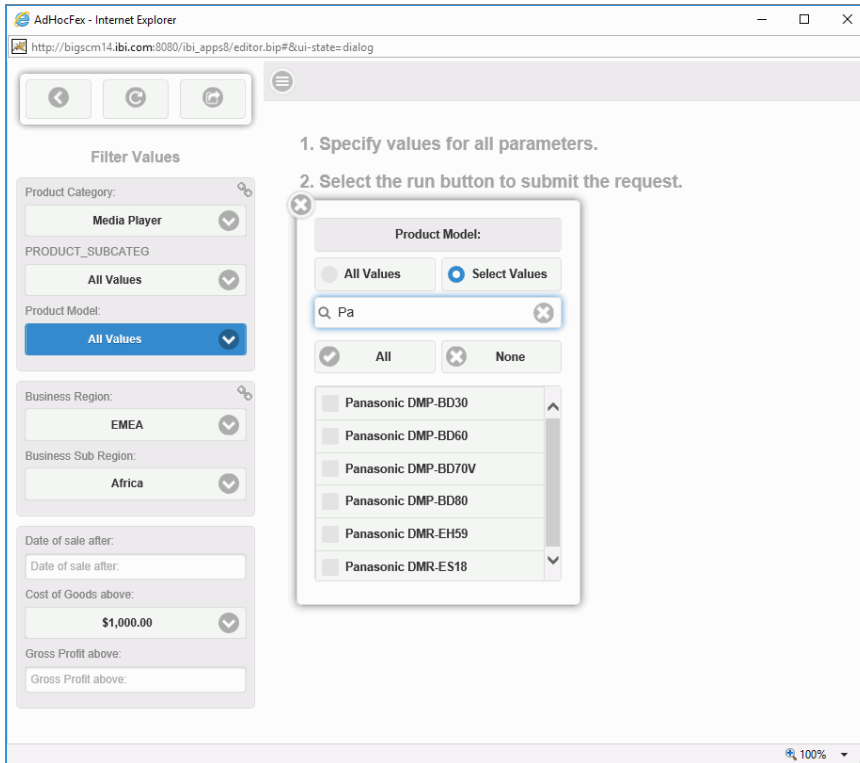 AdHocFex - Internet Explorer
http://bigscm14.ibi.com:8080/ibi_apps8/editor.bip#&ui-state=dialog
Filter Values
Product Category:
Media Player
PRODUCT_SUBCATEG
All Values
Product Model:
All Values
Business Region:
EMEA
Business Sub Region:
Africa
Date of sale after:
Date of sale after:
Cost of Goods above:
$1,000.00
Gross Profit above:
Gross Profit above:
1. Specify values for all parameters.
2. Select the run button to submit the request.
Product Model:
All Values
Select Values
Pa
All
None
Panasonic DMP-BD30
Panasonic DMP-BD60
Panasonic DMP-BD70V
Panasonic DMP-BD80
Panasonic DMR-EH59
Panasonic DMR-ES18
100%